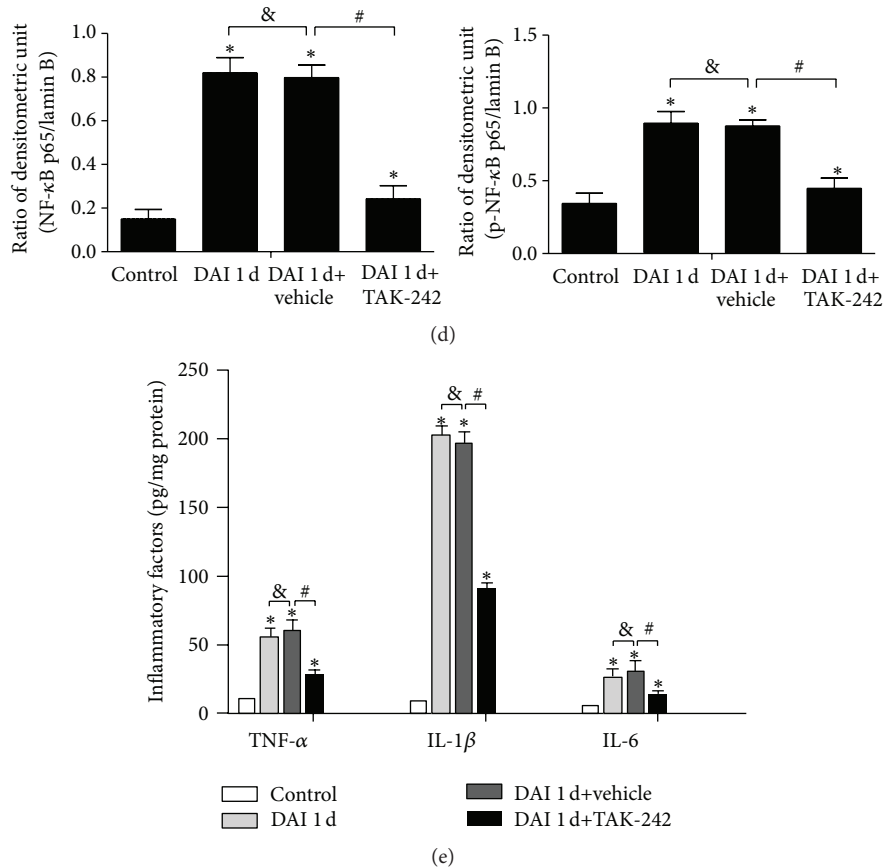 Ratio of densitometric unit
(NF-κB p65/lamin B)
1.0
0.8
0.6
0.4
0.2
0.0
&
#
*
*
*
Control
DAI 1 d
DAI 1 d+
vehicle
DAI 1 d+
TAK-242
Ratio of densitometric unit
(p-NF-κB p65/lamin B)
1.5
1.0
0.5
0.0
&
#
*
*
*
Control
DAI 1 d
DAI 1 d+
vehicle
DAI 1 d+
TAK-242
(d)
Inflammatory factors (pg/mg protein)
250
200
150
100
50
0
&
#
*
*
*
&
#
*
*
*
&
#
*
*
*
TNF-α
IL-1β
IL-6
Control
DAI 1 d
DAI 1 d+vehicle
DAI 1 d+TAK-242
(e)